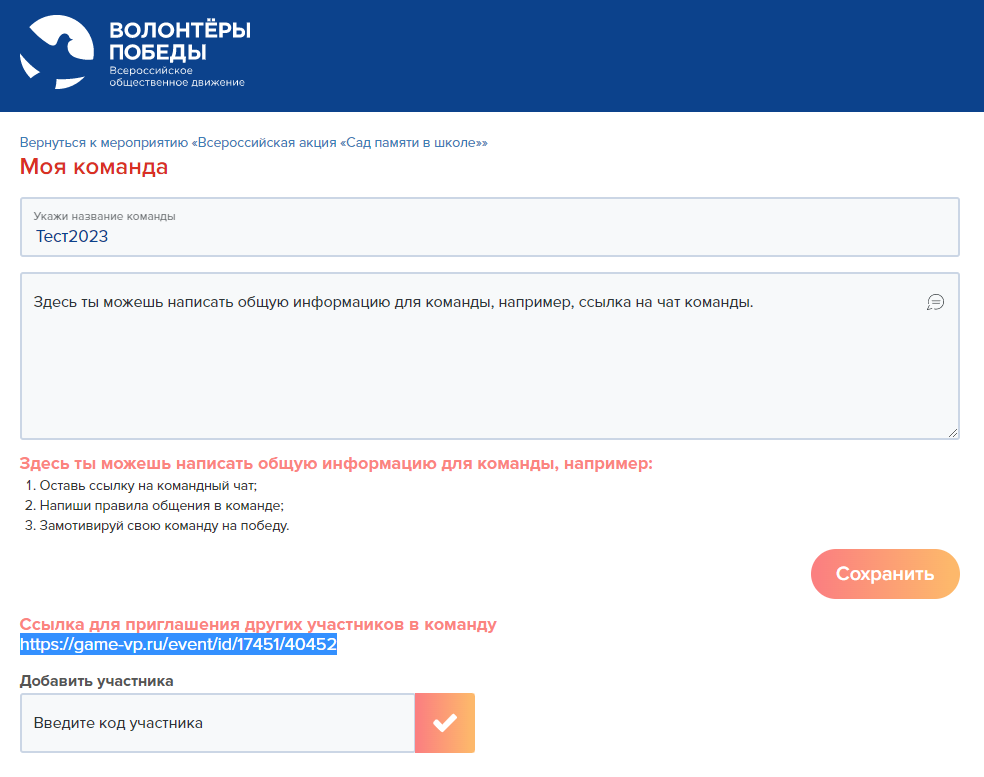 ВОЛОНТЁРЫ
ПОБЕДЫ
Всероссийское
общественное движение
Вернуться к мероприятию «Всероссийская акция «Сад памяти в школе»»
Моя команда
Укажи название команды
Тест2023
Здесь ты можешь написать общую информацию для команды, например, ссылка на чат команды.
Здесь ты можешь написать общую информацию для команды, например:
1. Оставь ссылку на командный чат;
2. Напиши правила общения в команде;
3. Замотивируй свою команду на победу.
Сохранить
Ссылка для приглашения других участников в команду
https://game-vp.ru/event/id/17451/40452
Добавить участника
Введите код участника